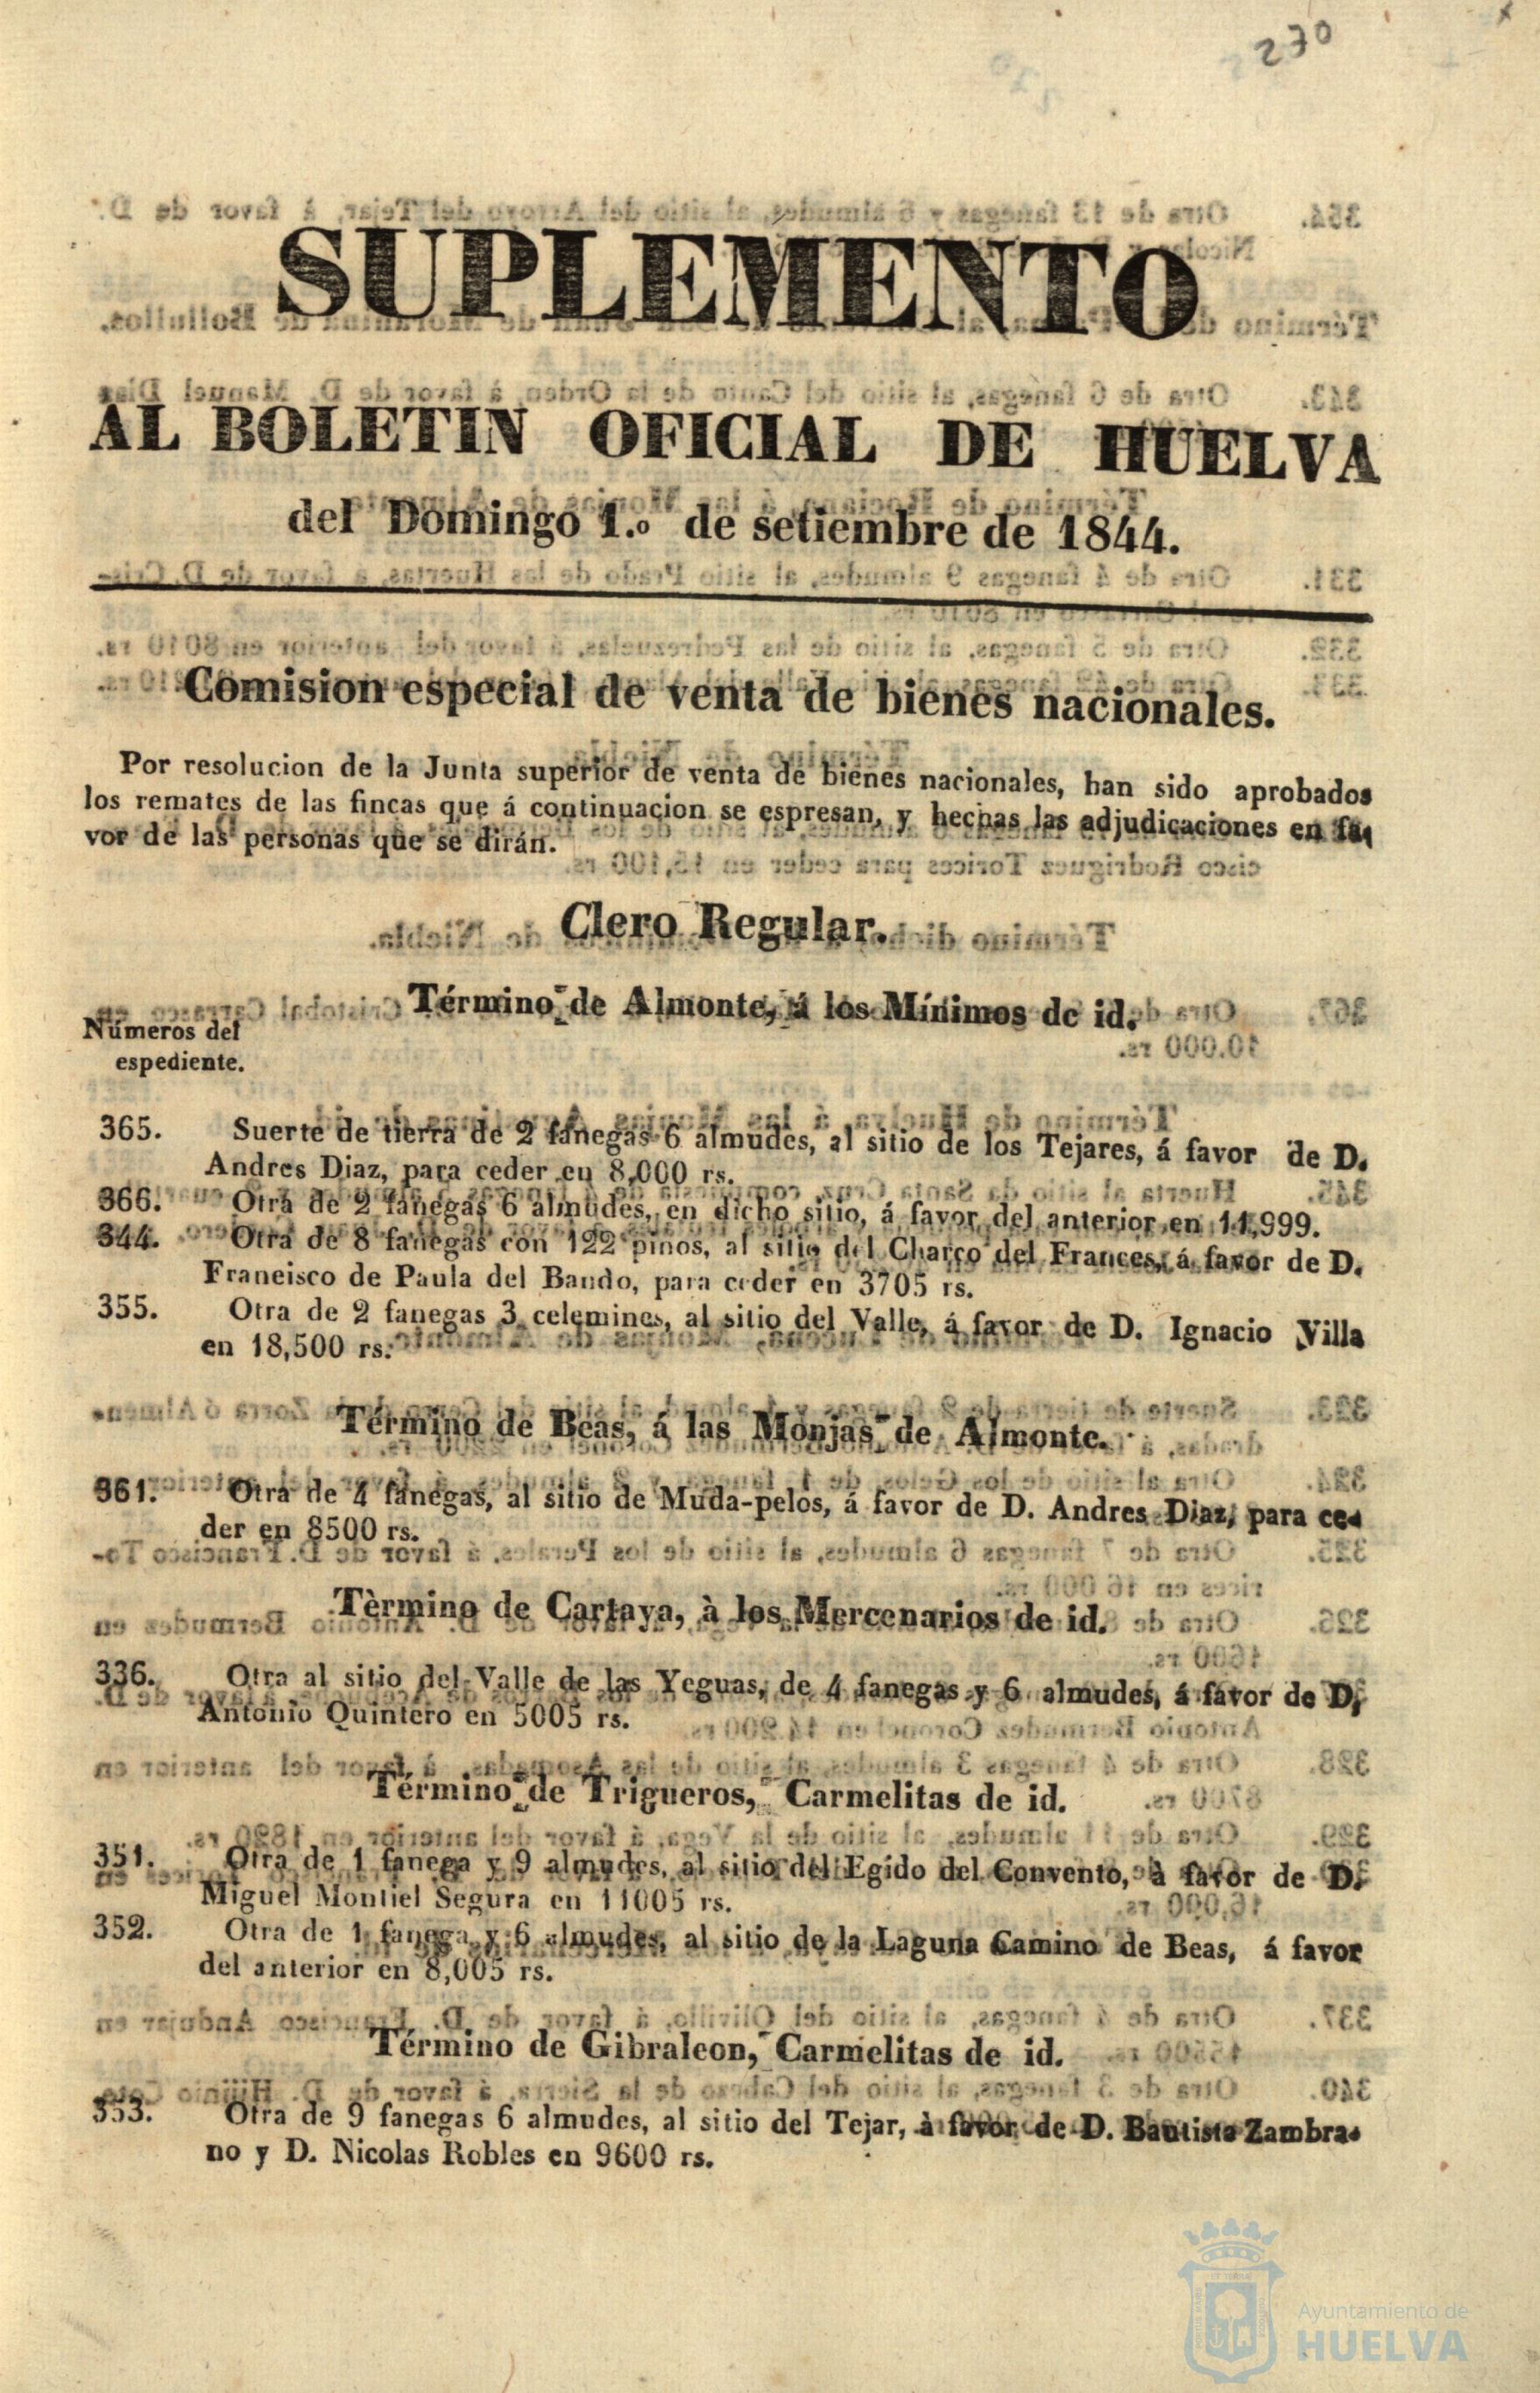 270
SUPLEMENTO
AL BOLETIN OFICIAL DE HUELVA
del Domingo 1.º de setiembre de 1844.
Comision especial de venta de bienes nacionales.
Por resolucion de la Junta superior de venta de bienes nacionales, han sido aprobados
los remates de las fincas que á continuacion se espresan, y hechas las adjudicaciones en fa-
vor de las personas que se dirán.
Clero Regular.
Término de Almonte, á los Mínimos de id.
Números del
espediente.
365. Suerte de tierra de 2 fanegas 6 almudes, al sitio de los Tejares, á favor de D.
Andres Diaz, para ceder en 8,000 rs.
366. Otra de 2 fanegas 6 almudes, en dicho sitio, á favor del anterior en 11,999.
344. Otra de 8 fanegas con 122 pinos, al sitio del Charco del Frances, á favor de D.
Francisco de Paula del Bando, para ceder en 3705 rs.
355. Otra de 2 fanegas 3 celemines, al sitio del Valle, á favor de D. Ignacio Villa
en 18,500 rs.
Término de Beas, á las Monjas de Almonte.
361. Otra de 4 fanegas, al sitio de Muda-pelos, á favor de D. Andres Diaz, para ce-
der en 8500 rs.
Tèrmino de Cartaya, à los Mercenarios de id.
336. Otra al sitio del Valle de las Yeguas, de 4 fanegas y 6 almudes, á favor de D.
Antonio Quintero en 5005 rs.
Término de Trigueros, Carmelitas de id.
351. Otra de 1 fanega y 9 almudes, al sitio del Egido del Convento, à favor de D.
Miguel Montiel Segura en 11005 rs.
352. Otra de 1 fanega y 6 almudes, al sitio de la Laguna Camino de Beas, á favor
del anterior en 8,005 rs.
Término de Gibraleon, Carmelitas de id.
353. Otra de 9 fanegas 6 almudes, al sitio del Tejar, à favor de D. Bautista Zambra-
no y D. Nicolas Robles en 9600 rs.
Ayuntamiento de
HUELVA